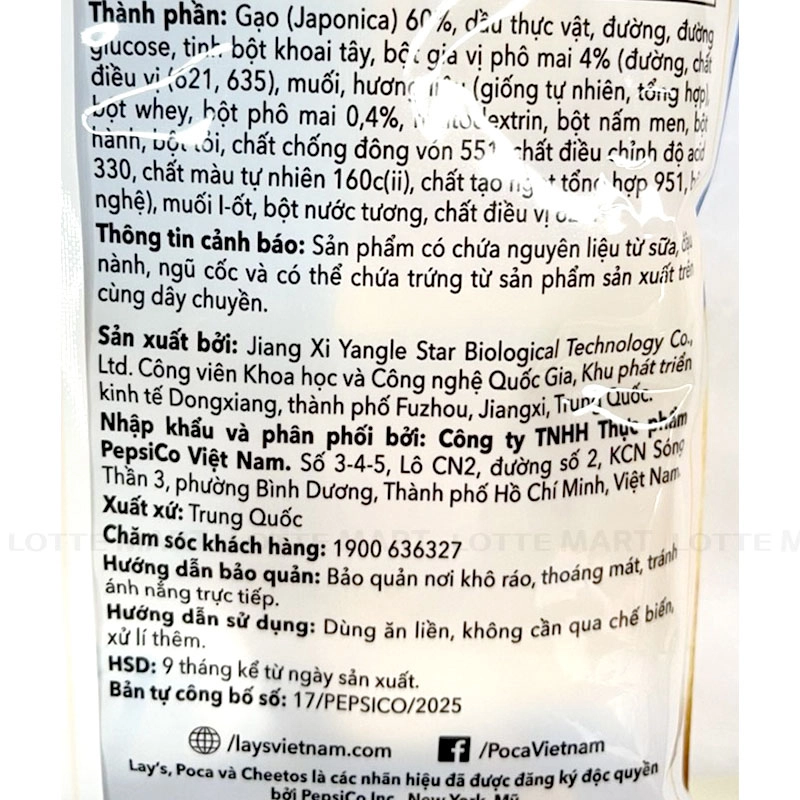 Thành phần: Gạo (Japonica) 60%, dầu thực vật, đường, đường
glucose, tinh bột khoai tây, bột gia vị phô mai 4% (đường, chất
điều vị (621, 635), muối, hương liệu (giống tự nhiên, tổng hợp),
bột whey, bột phô mai 0,4%, maltodextrin, bột nấm men, bột
hành, bột tỏi, chất chống đông vón 551, chất điều chỉnh độ acid
330, chất màu tự nhiên 160c(ii), chất tạo ngọt tổng hợp 951,
nghệ), muối I-ốt, bột nước tương, chất điều vị
Thông tin cảnh báo: Sản phẩm có chứa nguyên liệu từ sữa, đậu
nành, ngũ cốc và có thể chứa trứng từ sản phẩm sản xuất trên
cùng dây chuyền.
Sản xuất bởi: Jiang Xi Yangle Star Biological Technology Co.,
Ltd. Công viên Khoa học và Công nghệ Quốc Gia, Khu phát triển
kinh tế Dongxiang, thành phố Fuzhou, Jiangxi, Trung Quốc.
Nhập khẩu và phân phối bởi: Công ty TNHH Thực phẩm
PepsiCo Việt Nam. Số 3-4-5, Lô CN2, đường số 2, KCN Sóng
Thần 3, phường Bình Dương, Thành phố Hồ Chí Minh, Việt Nam.
Xuất xứ: Trung Quốc
LOTTE MART LOTTE MART LOTTE MART LOTTE M
Chăm sóc khách hàng: 1900 636327
Hướng dẫn bảo quản: Bảo quản nơi khô ráo, thoáng mát, tránh
ánh nắng trực tiếp.
Hướng dẫn sử dụng: Dùng ăn liền, không cần qua chế biến,
xử lí thêm.
HSD: 9 tháng kể từ ngày sản xuất.
Bản tự công bố số: 17/PEPSICO/2025
/laysvietnam.com /PocaVietnam
Lay's, Poca và Cheetos là các nhãn hiệu đã được đăng ký độc quyền
bởi PepsiCo Inc., New York, Mỹ